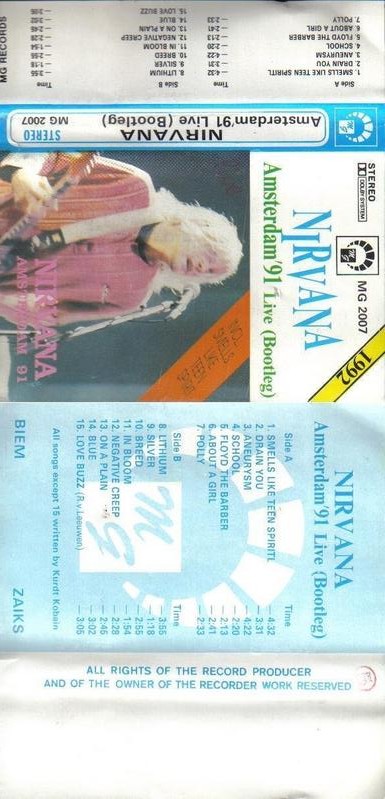 Side A Time
1. SMELLS LIKE TEEN SPIRITL — 4:32
2. DRAIN YOU — 3:31
3. ANEURYSM — 4:22
4. SCHOOL — 2:20
5. FLOYD THE BARBER — 2:13
6. ABOUT A GIRL — 2:41
7. POLLY — 2:33
Side B Time
8. LITHIUM — 3:55
9. SILVER — 1:18
10. BREED — 2:55
11. IN BLOOM — 1:54
12. NEGATIVE CREEP — 2:28
13. ON A PLAIN — 2:45
14. BLUE — 3:02
15. LOVE BUZZ — 3:05
MG RECORDS
NIRVANA
Amsterdam'91 Live (Bootleg)
STEREO
MG 2007
STEREO
DOLBY SYSTEM
MG 2007
NIRVANA
Amsterdam'91 Live (Bootleg)
1992
NIRVANA
AMSTERDAM 91
NIRVANA
Amsterdam'91 Live (Bootleg)
Side A Time
1. SMELLS LIKE TEEN SPIRITL — 4:32
2. DRAIN YOU — 3:31
3. ANEURYSM — 4:22
4. SCHOOL — 2:20
5. FLOYD THE BARBER — 2:13
6. ABOUT A GIRL — 2:41
7. POLLY — 2:33
Side B Time
8. LITHIUM — 3:55
9. SILVER — 1:18
10. BREED — 2:55
11. IN BLOOM — 1:54
12. NEGATIVE CREEP — 2:28
13. ON A PLAIN — 2:45
14. BLUE — 3:02
15. LOVE BUZZ (R.v.Leeuwen) — 3:05
All songs except 15 written by Kurdt Kobain
BIEM ZAIKS
ALL RIGHTS OF THE RECORD PRODUCER
AND OF THE OWNER OF THE RECORDER WORK RESERVED